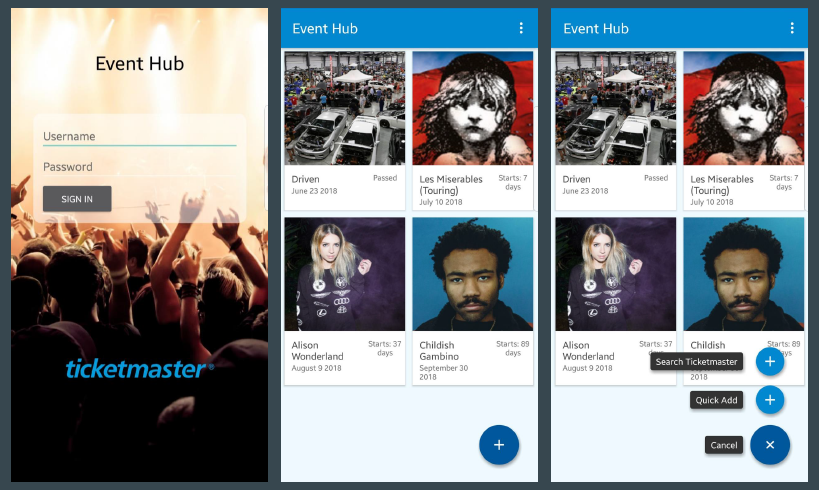 Event Hub
Username
Password
SIGN IN
ticketmaster®
Event Hub
Driven
Passed
June 23 2018
Les Miserables
(Touring)
Starts: 7
days
July 10 2018
Alison
Wonderland
Starts: 37
days
August 9 2018
Childish
Gambino
Starts: 89
days
September 30
2018
+
Event Hub
Driven
Passed
June 23 2018
Les Miserables
(Touring)
Starts: 7
days
July 10 2018
Alison
Wonderland
Starts: 37
August 9 2018
Childish
Starts: 89
days
2018
Search Ticketmaster
+
Quick Add
+
Cancel
×